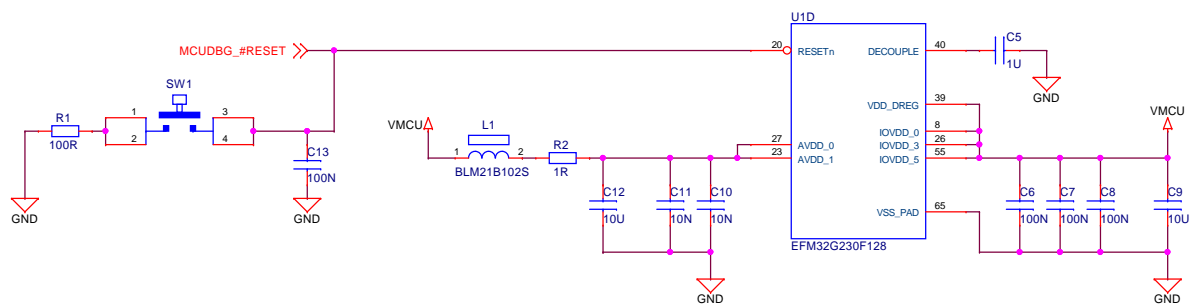 U1D
MCUDBG_#RESET
20
RESETn
DECOUPLE
40
C5
1U
GND
SW1
R1
100R
1
2
3
4
C13
100N
GND
GND
VMCU
L1
1
2
BLM21B102S
R2
1R
27
AVDD_0
23
AVDD_1
C12
10U
C11
10N
C10
10N
GND
VDD_DREG
39
IOVDD_0
8
IOVDD_3
26
IOVDD_5
55
VSS_PAD
65
EFM32G230F128
VMCU
C6
100N
C7
100N
C8
100N
C9
10U
GND